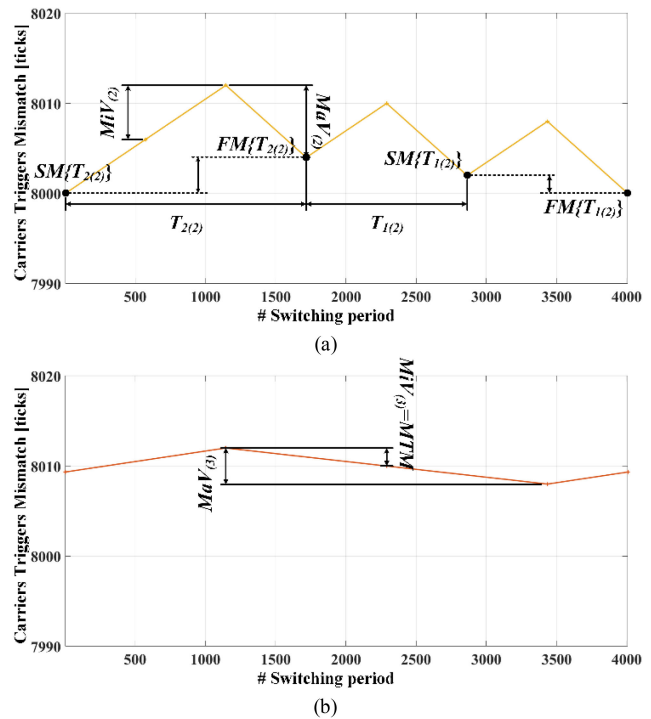 8020
8010
8000
7990
Carriers Triggers Mismatch [ticks]
MiV(2)
MaV(2)
FM{T2(2)}
SM{T2(2)}
SM{T1(2)}
FM{T1(2)}
T2(2)
T1(2)
500 1000 1500 2000 2500 3000 3500 4000
# Switching period
(a)
8020
8010
8000
7990
Carriers Triggers Mismatch [ticks]
MiV(3)=MTM
MaV(3)
500 1000 1500 2000 2500 3000 3500 4000
# Switching period
(b)